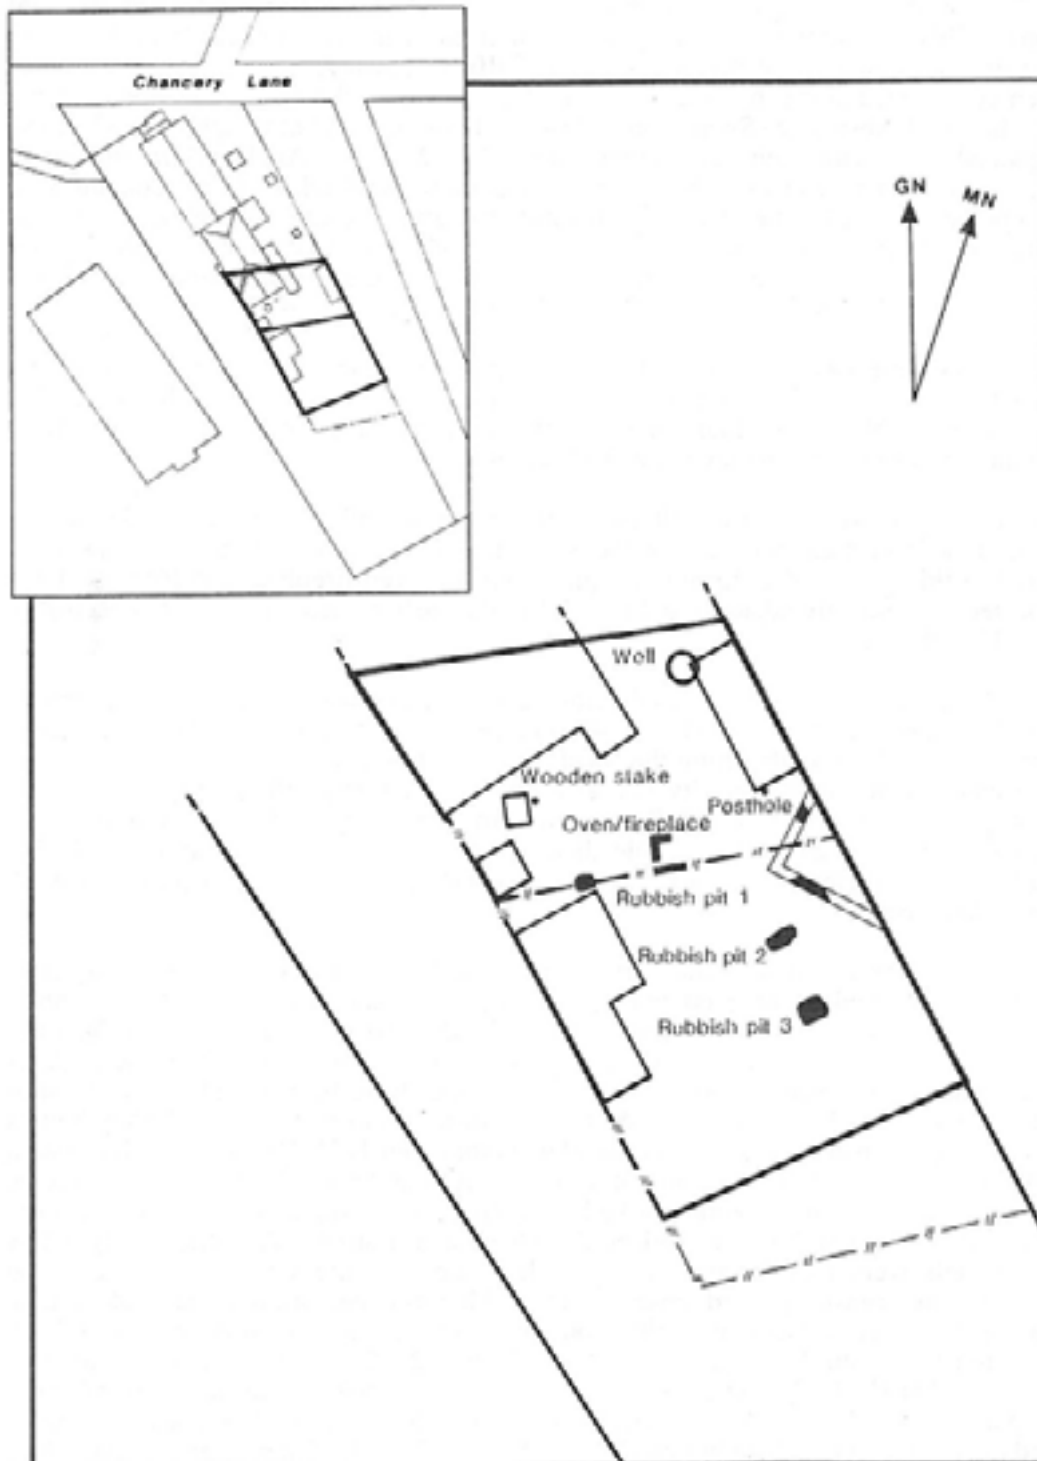 Chancery Lane
GN MN
Well
Wooden stake
Posthole
Oven/fireplace
Rubbish pit 1
Rubbish pit 2
Rubbish pit 3